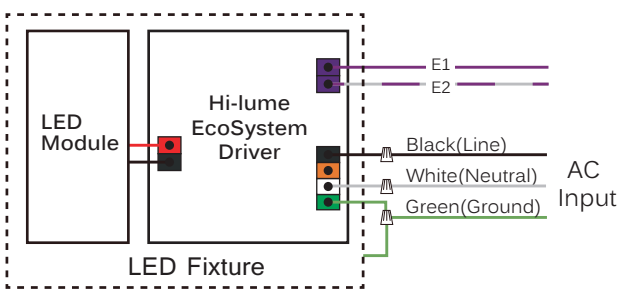 E1
E2
LED
Module
Hi-lume
EcoSystem
Driver
Black(Line)
White(Neutral)
Green(Ground)
AC
Input
LED Fixture